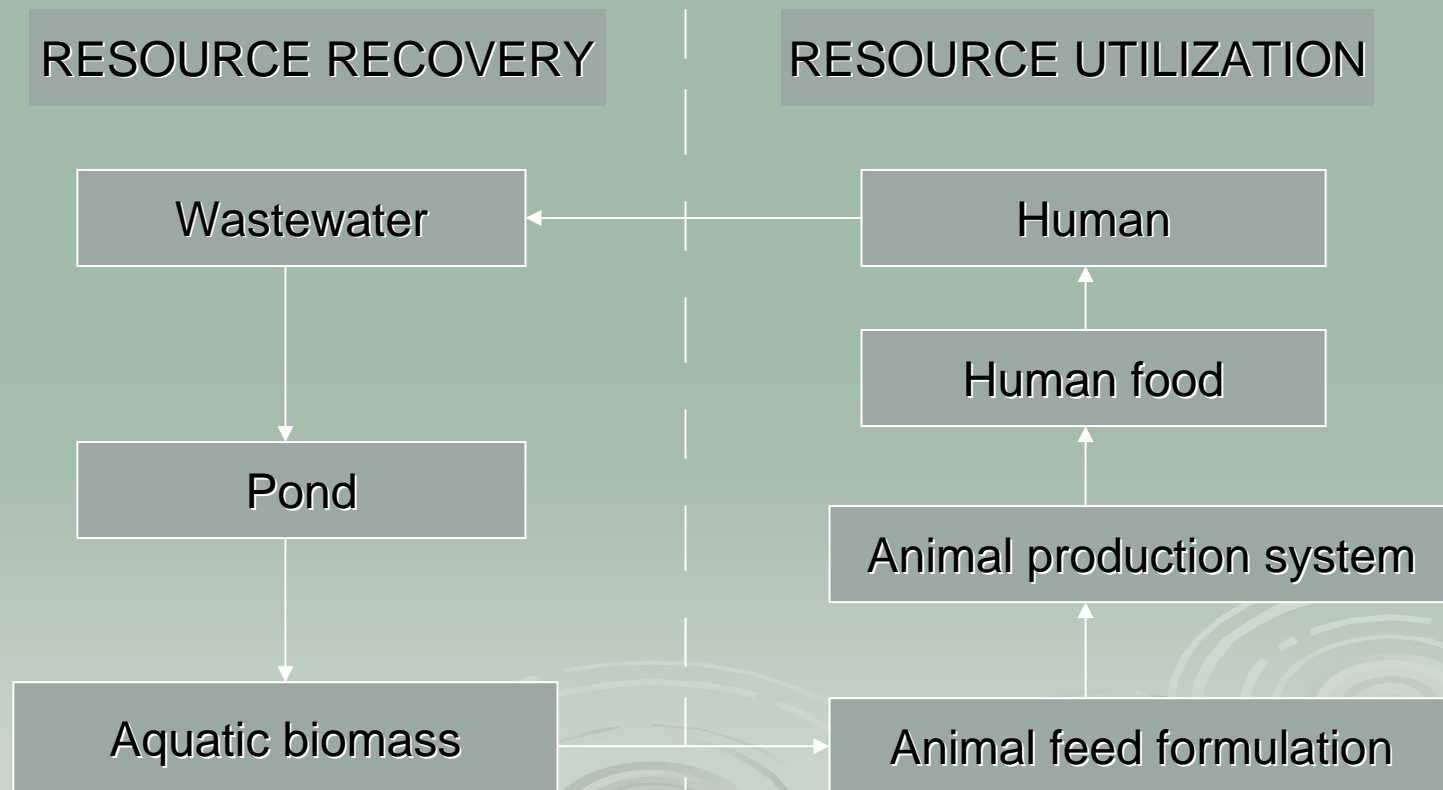 RESOURCE RECOVERY
RESOURCE UTILIZATION
Wastewater
Human
Human food
Pond
Animal production system
Aquatic biomass
Animal feed formulation